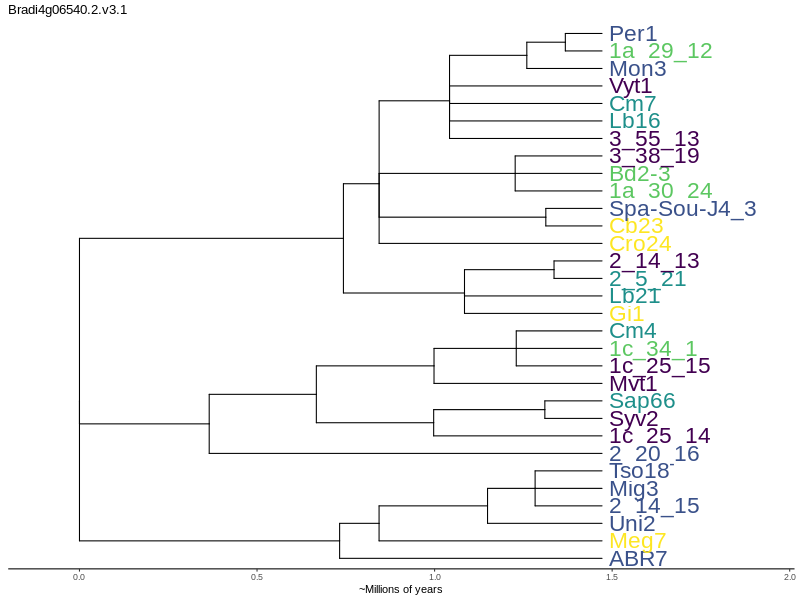 Bradi4g06540.2.v3.1
Per1
1a_29_12
Mon3
Vyt1
Cm7
Lb16
3_55_13
3_38_19
Bd2-3
1a_30_24
Spa-Sou-J4_3
Cb23
Cro24
2_14_13
2_5_21
Lb21
Gi1
Cm4
1c_34_1
1c_25_15
Mvt1
Sap66
Syv2
1c_25_14
2_20_16
Tso18
Mig3
2_14_15
Uni2
Meg7
ABR7
0.0 0.5 1.0 1.5 2.0
~Millions of years